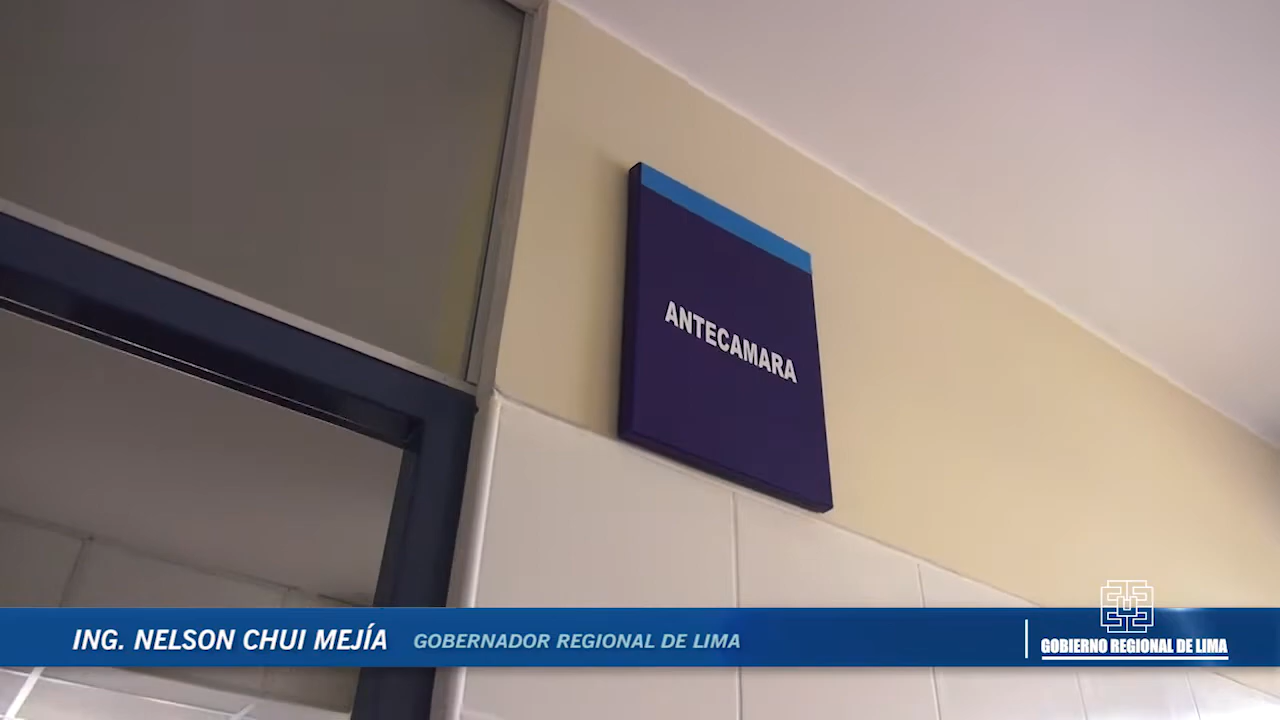 ANTECAMARA
ING. NELSON CHUI MEJÍA GOBERNADOR REGIONAL DE LIMA
GOBIERNO REGIONAL DE LIMA